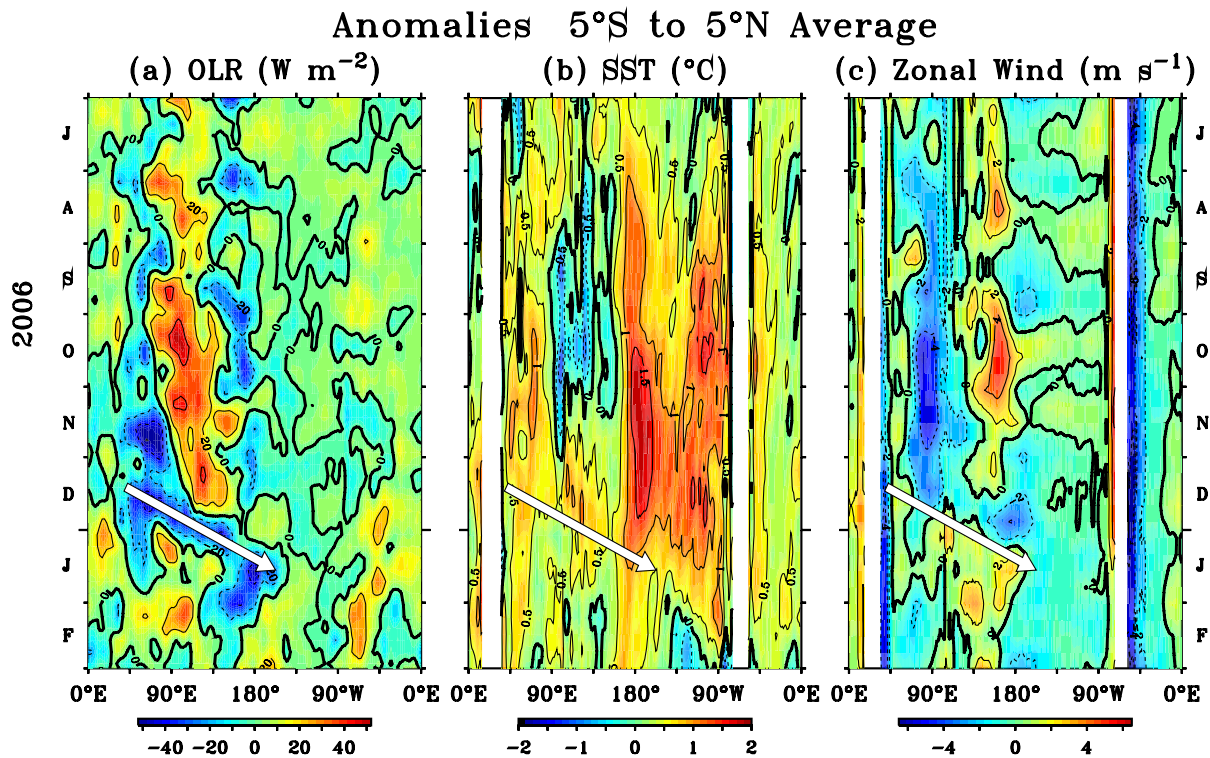 Anomalies 5°S to 5°N Average
(a) OLR (W m⁻²) (b) SST (°C) (c) Zonal Wind (m s⁻¹)
2006
J J
A A
S S
O O
N N
D D
J J
F F
0°E 90°E 180° 90°W 0°E 0°E 90°E 180° 90°W 0°E 0°E 90°E 180° 90°W 0°E
−40 −20 0 20 40 −2 −1 0 1 2 −4 0 4